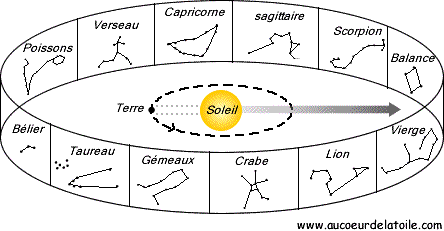 Poissons
Verseau
Capricorne
sagittaire
Scorpion
Balance
Terre
Soleil
Bélier
Taureau
Gémeaux
Crabe
Lion
Vierge
www.aucoeurdelatoile.com